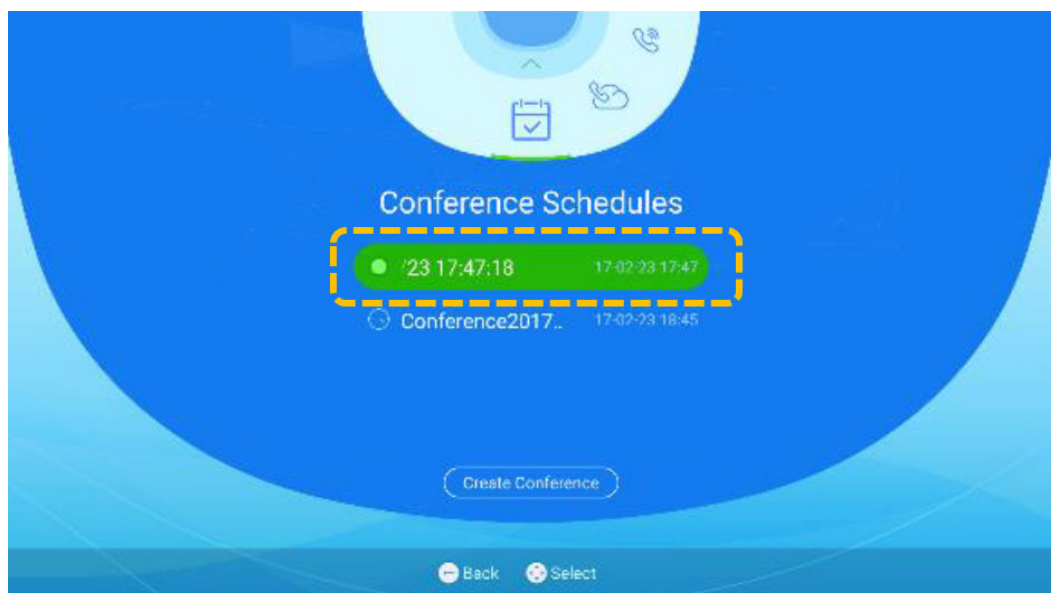 Conference Schedules
/23 17:47:18 17-02-23 17:47
Conference2017.. 17-02-23 18:45
Create Conference
Back Select